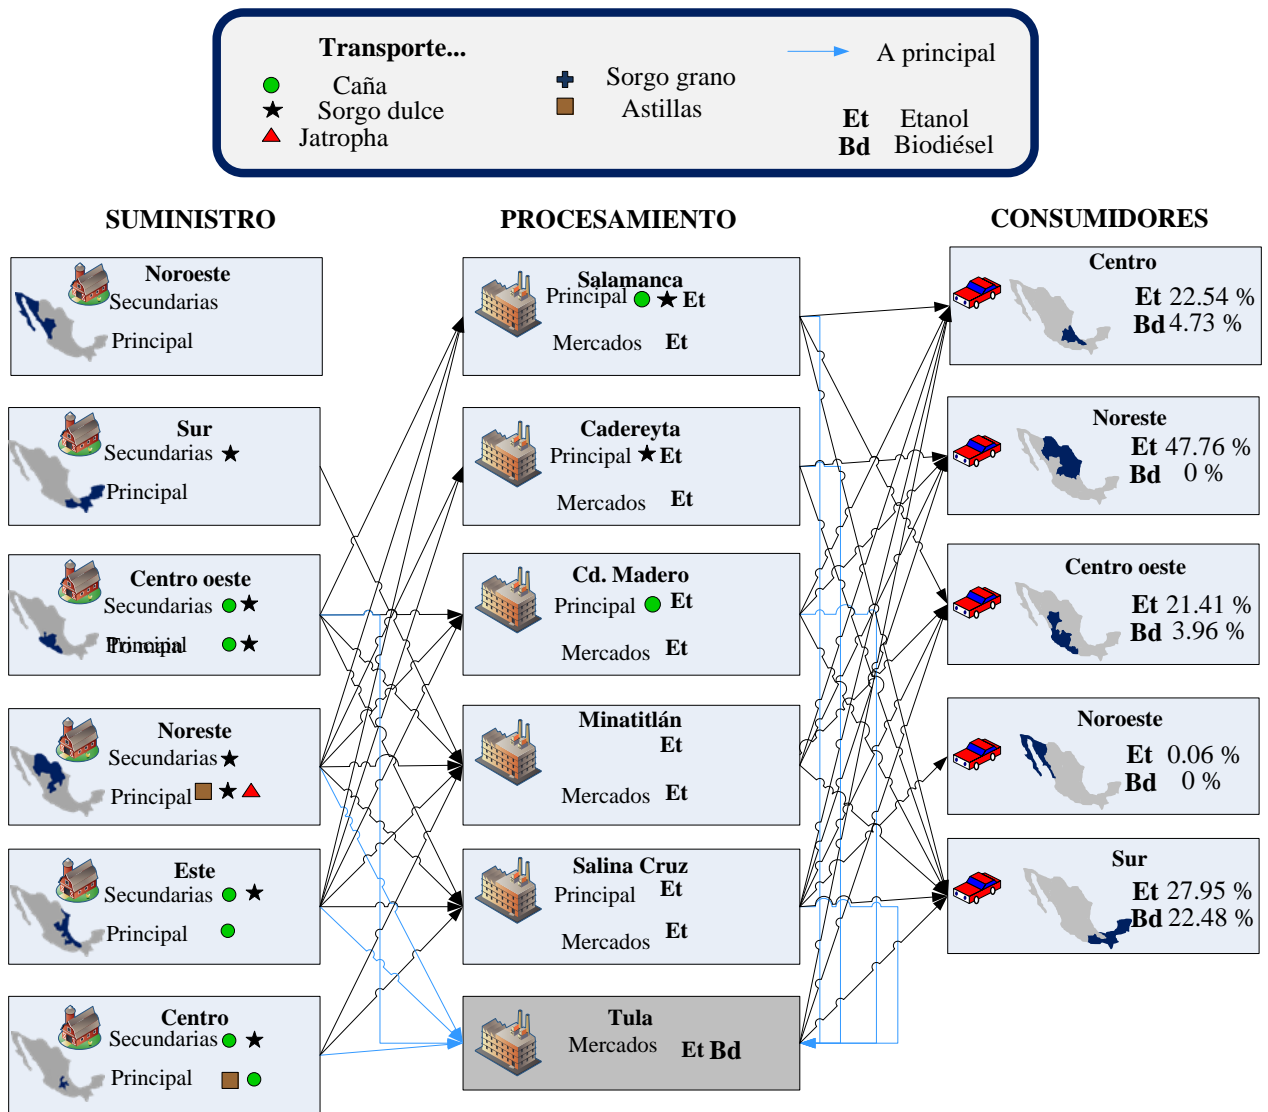 Transporte...
Caña
Sorgo dulce
Jatropha
Sorgo grano
Astillas
A principal
Et Etanol
Bd Biodiésel
SUMINISTRO
Noroeste
Secundarias
Principal
Sur
Secundarias
Principal
Centro oeste
Secundarias
Principal
Noreste
Secundarias
Principal
Este
Secundarias
Principal
Centro
Secundarias
Principal
PROCESAMIENTO
Salamanca
Principal Et
Mercados Et
Cadereyta
Principal Et
Mercados Et
Cd. Madero
Principal Et
Mercados Et
Minatitlán
Et
Mercados Et
Salina Cruz
Principal Et
Mercados Et
Tula
Mercados Et Bd
CONSUMIDORES
Centro
Et 22.54 %
Bd 4.73 %
Noreste
Et 47.76 %
Bd 0 %
Centro oeste
Et 21.41 %
Bd 3.96 %
Noroeste
Et 0.06 %
Bd 0 %
Sur
Et 27.95 %
Bd 22.48 %